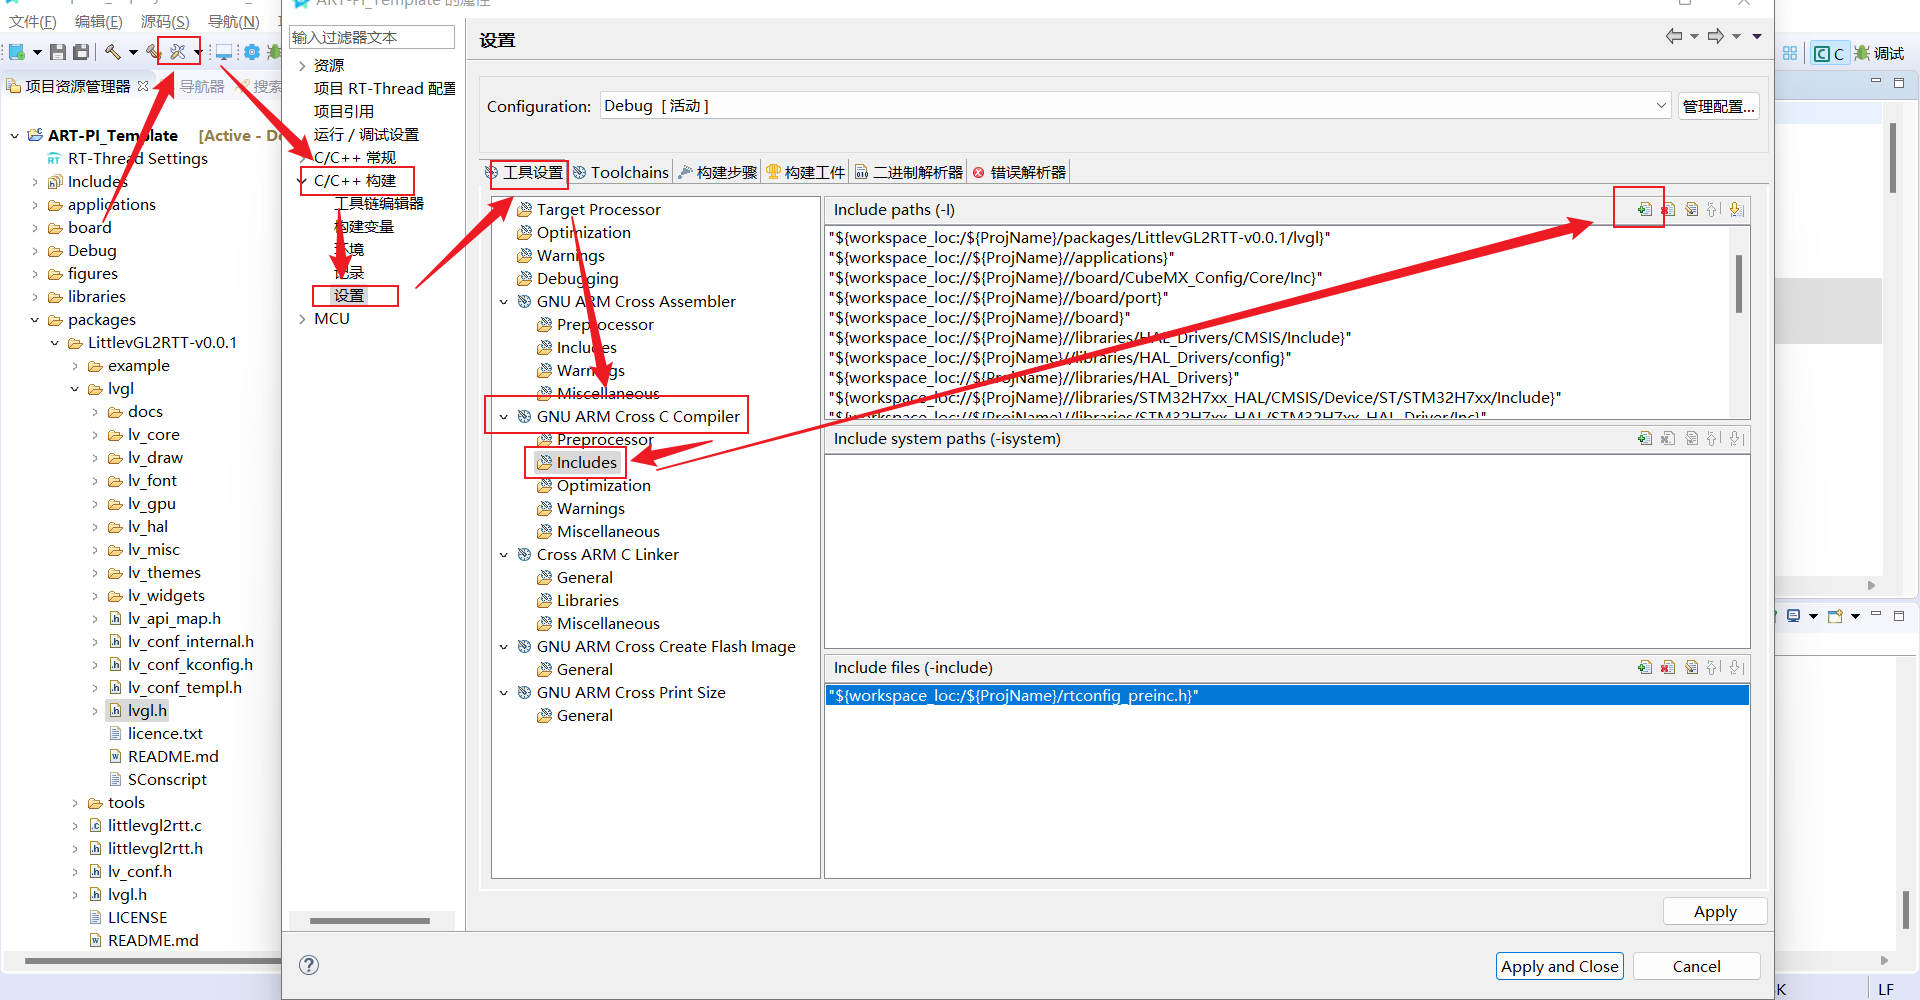 ART-PI_Template 的属性
文件(F) 编辑(E) 源码(S) 导航(N)
C 调试
项目资源管理器 导航器 搜索
ART-PI_Template [Active - De
RT-Thread Settings
Includes
applications
board
Debug
figures
libraries
packages
LittlevGL2RTT-v0.0.1
example
lvgl
docs
lv_core
lv_draw
lv_font
lv_gpu
lv_hal
lv_misc
lv_themes
lv_widgets
lv_api_map.h
lv_conf_internal.h
lv_conf_kconfig.h
lv_conf_templ.h
lvgl.h
licence.txt
README.md
SConscript
tools
littlevgl2rtt.c
littlevgl2rtt.h
lv_conf.h
lvgl.h
LICENSE
README.md
输入过滤器文本
资源
项目 RT-Thread 配置
项目引用
运行 / 调试设置
C/C++ 常规
C/C++ 构建
工具链编辑器
构建变量
环境
记录
设置
MCU
设置
Configuration: Debug [ 活动 ] 管理配置...
工具设置 Toolchains 构建步骤 构建工件 二进制解析器 错误解析器
Target Processor
Optimization
Warnings
Debugging
GNU ARM Cross Assembler
Preprocessor
Includes
Warnings
Miscellaneous
GNU ARM Cross C Compiler
Preprocessor
Includes
Optimization
Warnings
Miscellaneous
Cross ARM C Linker
General
Libraries
Miscellaneous
GNU ARM Cross Create Flash Image
General
GNU ARM Cross Print Size
General
Include paths (-I)
"${workspace_loc:/${ProjName}/packages/LittlevGL2RTT-v0.0.1/lvgl}"
"${workspace_loc://${ProjName}//applications}"
"${workspace_loc://${ProjName}//board/CubeMX_Config/Core/Inc}"
"${workspace_loc://${ProjName}//board/port}"
"${workspace_loc://${ProjName}//board}"
"${workspace_loc://${ProjName}//libraries/HAL_Drivers/CMSIS/Include}"
"${workspace_loc://${ProjName}//libraries/HAL_Drivers/config}"
"${workspace_loc://${ProjName}//libraries/HAL_Drivers}"
"${workspace_loc://${ProjName}//libraries/STM32H7xx_HAL/CMSIS/Device/ST/STM32H7xx/Include}"
"${workspace_loc://${ProjName}//libraries/STM32H7xx_HAL/STM32H7xx_HAL_Driver/Inc}"
Include system paths (-isystem)
Include files (-include)
"${workspace_loc:/${ProjName}/rtconfig_preinc.h}"
Apply
Apply and Close Cancel
K LF